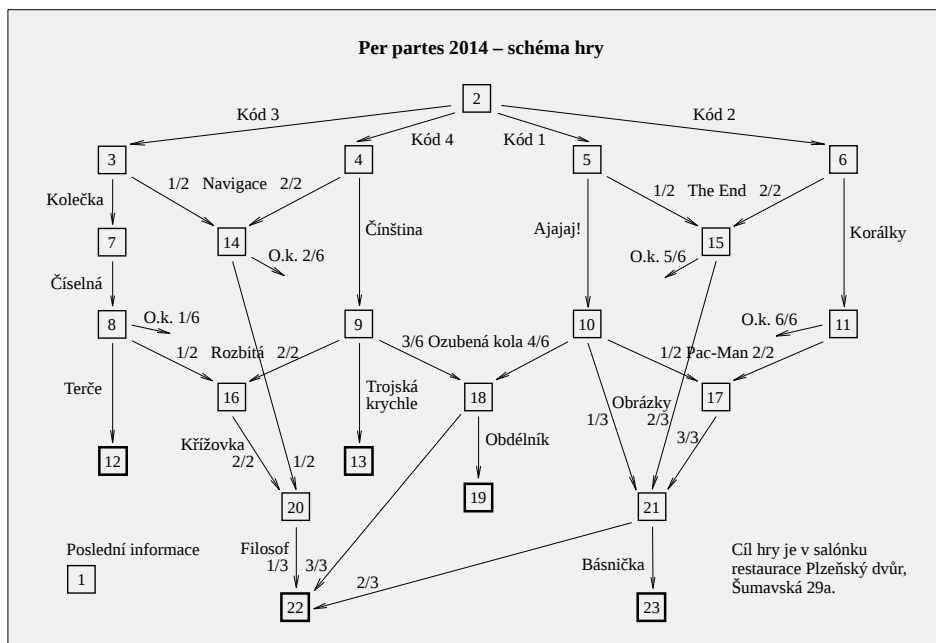 Per partes 2014 – schéma hry
2
Kód 3
Kód 4
Kód 1
Kód 2
3
4
5
6
1/2 Navigace 2/2
1/2 The End 2/2
Kolečka
Čínština
Ajajaj!
Korálky
7
14
15
O.k. 2/6
O.k. 5/6
Číselná
O.k. 1/6
O.k. 6/6
8
9
10
11
1/2 Rozbitá 2/2
3/6 Ozubená kola 4/6
1/2 Pac-Man 2/2
Terče
Trojská
krychle
16
18
Obrázky
17
1/3
2/3
3/3
Křížovka
2/2
1/2
Obdélník
12
13
19
20
21
Poslední informace
1
Filosof
1/3
3/3
2/3
Básnička
22
23
Cíl hry je v salónku
restaurace Plzeňský dvůr,
Šumavská 29a.